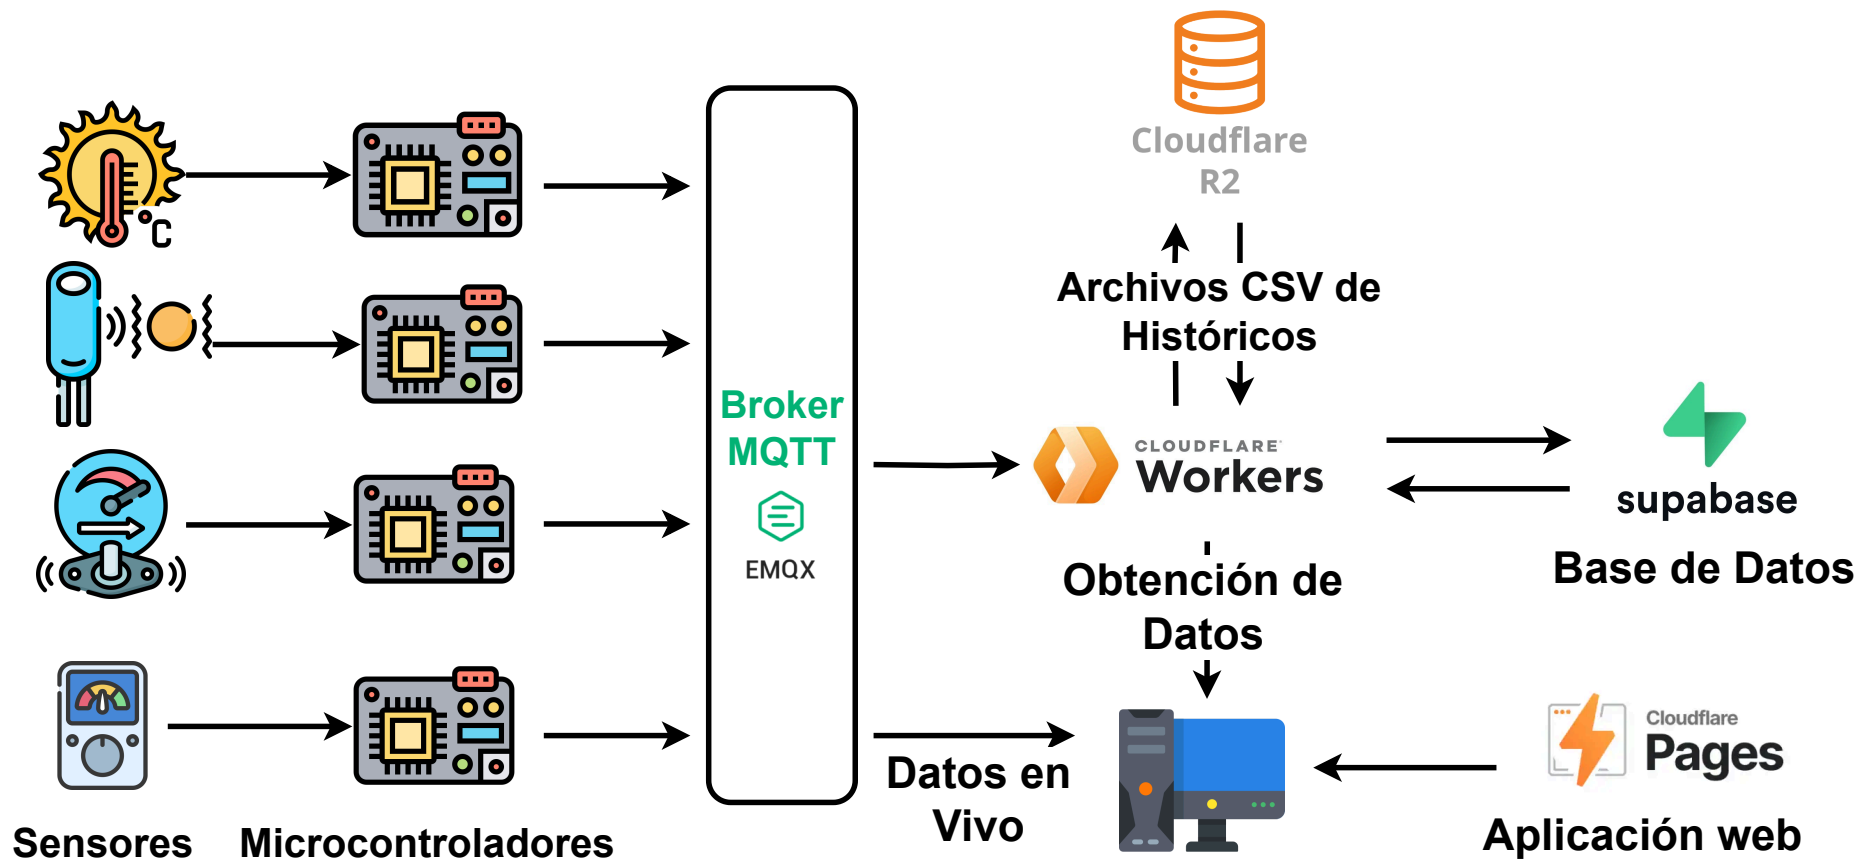 Cloudflare
R2
°C
Archivos CSV de
Históricos
Broker
MQTT
EMQX
CLOUDFLARE
Workers
supabase
Base de Datos
Obtención de
Datos
Datos en
Vivo
Cloudflare
Pages
Aplicación web
Sensores
Microcontroladores